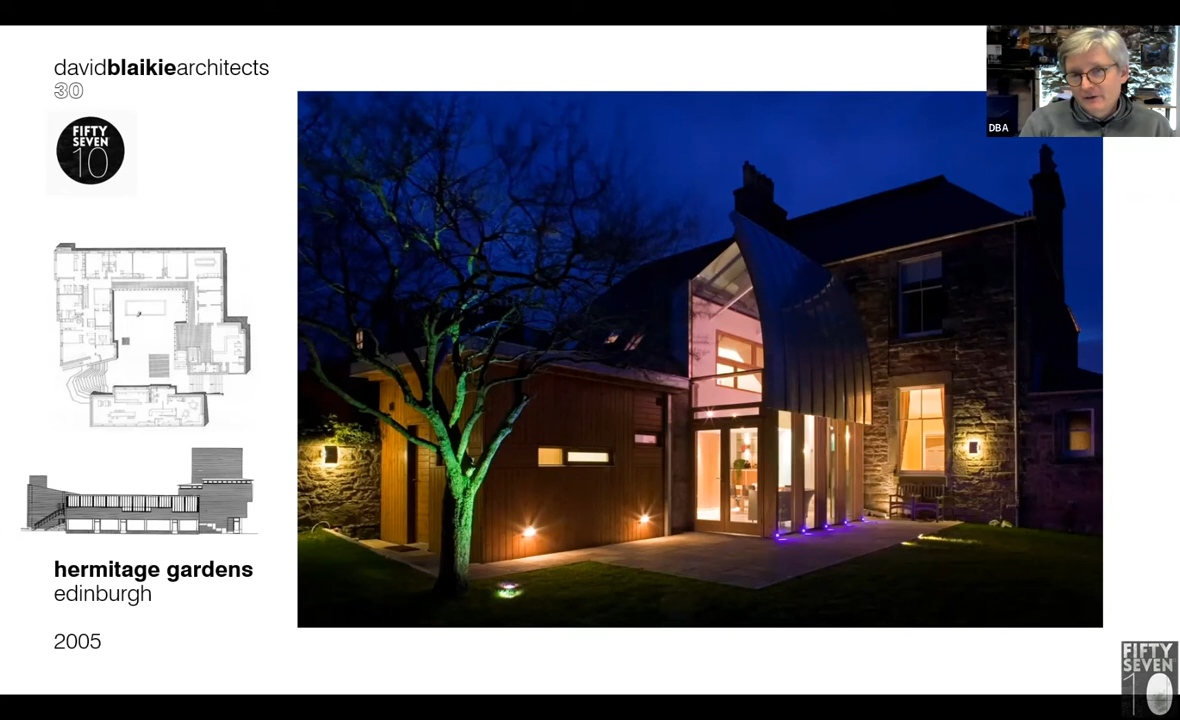 davidblaikiearchitects
30
FIFTY
SEVEN
10
DBA
hermitage gardens
edinburgh
2005
FIFTY
SEVEN
10